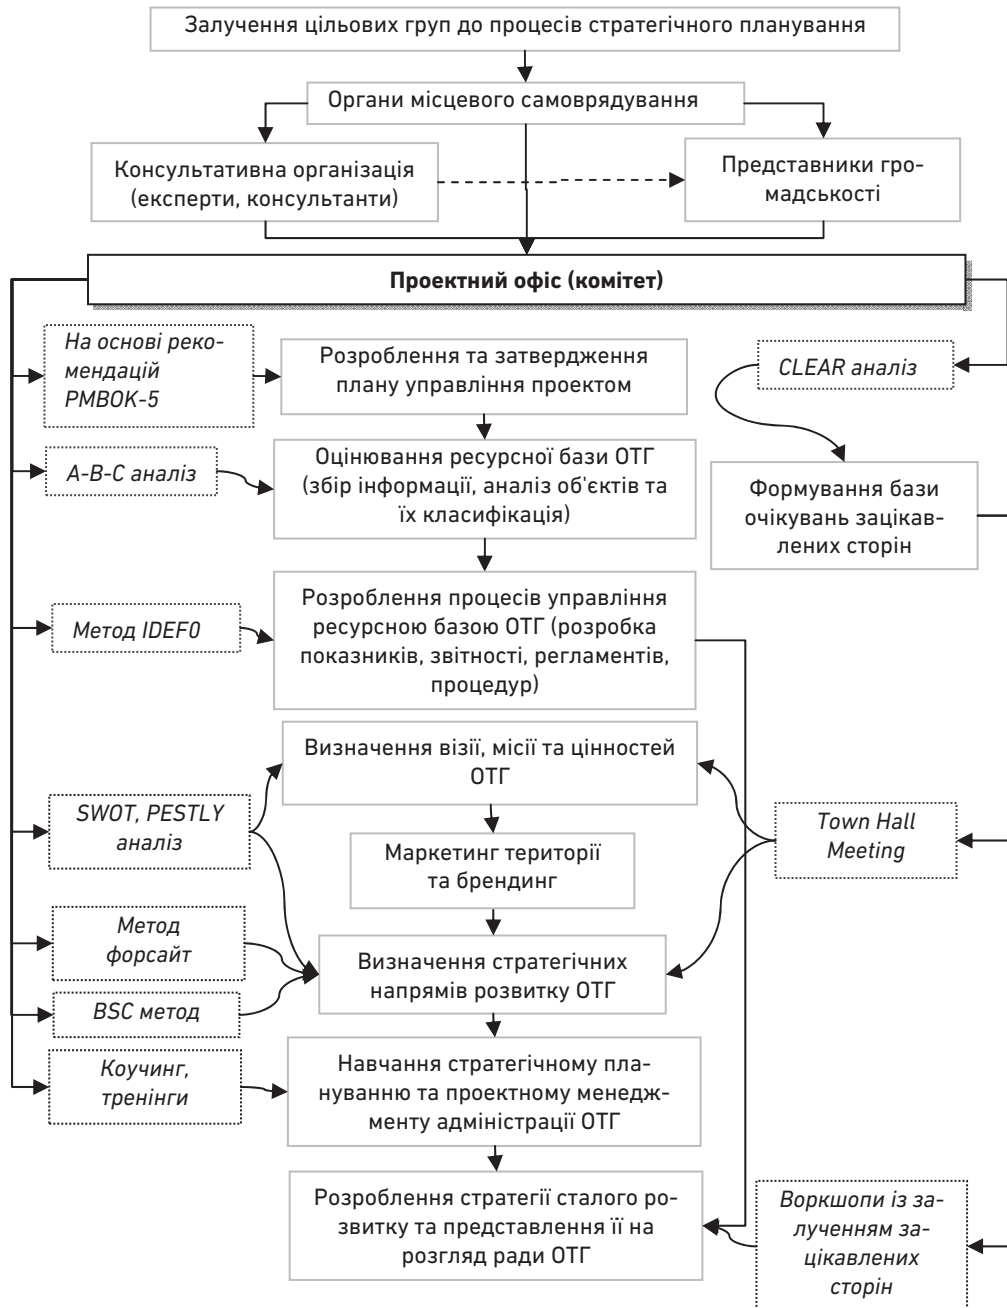 Залучення цільових груп до процесів стратегічного планування
Органи місцевого самоврядування
Консультативна організація
(експерти, консультанти)
Представники гро-
мадськості
Проектний офіс (комітет)
На основі реко-
мендацій
PMBOK-5
Розроблення та затвердження
плану управління проектом
CLEAR аналіз
A-B-C аналіз
Оцінювання ресурсної бази ОТГ
(збір інформації, аналіз об'єктів та
їх класифікація)
Формування бази
очікувань зацікав-
лених сторін
Метод IDEF0
Розроблення процесів управління
ресурсною базою ОТГ (розробка
показників, звітності, регламентів,
процедур)
Визначення візії, місії та цінностей
ОТГ
SWOT, PESTLY
аналіз
Маркетинг території
та брендинг
Town Hall
Meeting
Метод
форсайт
Визначення стратегічних
напрямів розвитку ОТГ
BSC метод
Коучинг,
тренінги
Навчання стратегічному пла-
нуванню та проектному менедж-
менту адміністрації ОТГ
Розроблення стратегії сталого ро-
звитку та представлення її на
розгляд ради ОТГ
Воркшопи із за-
лученням за-
цікавлених
сторін